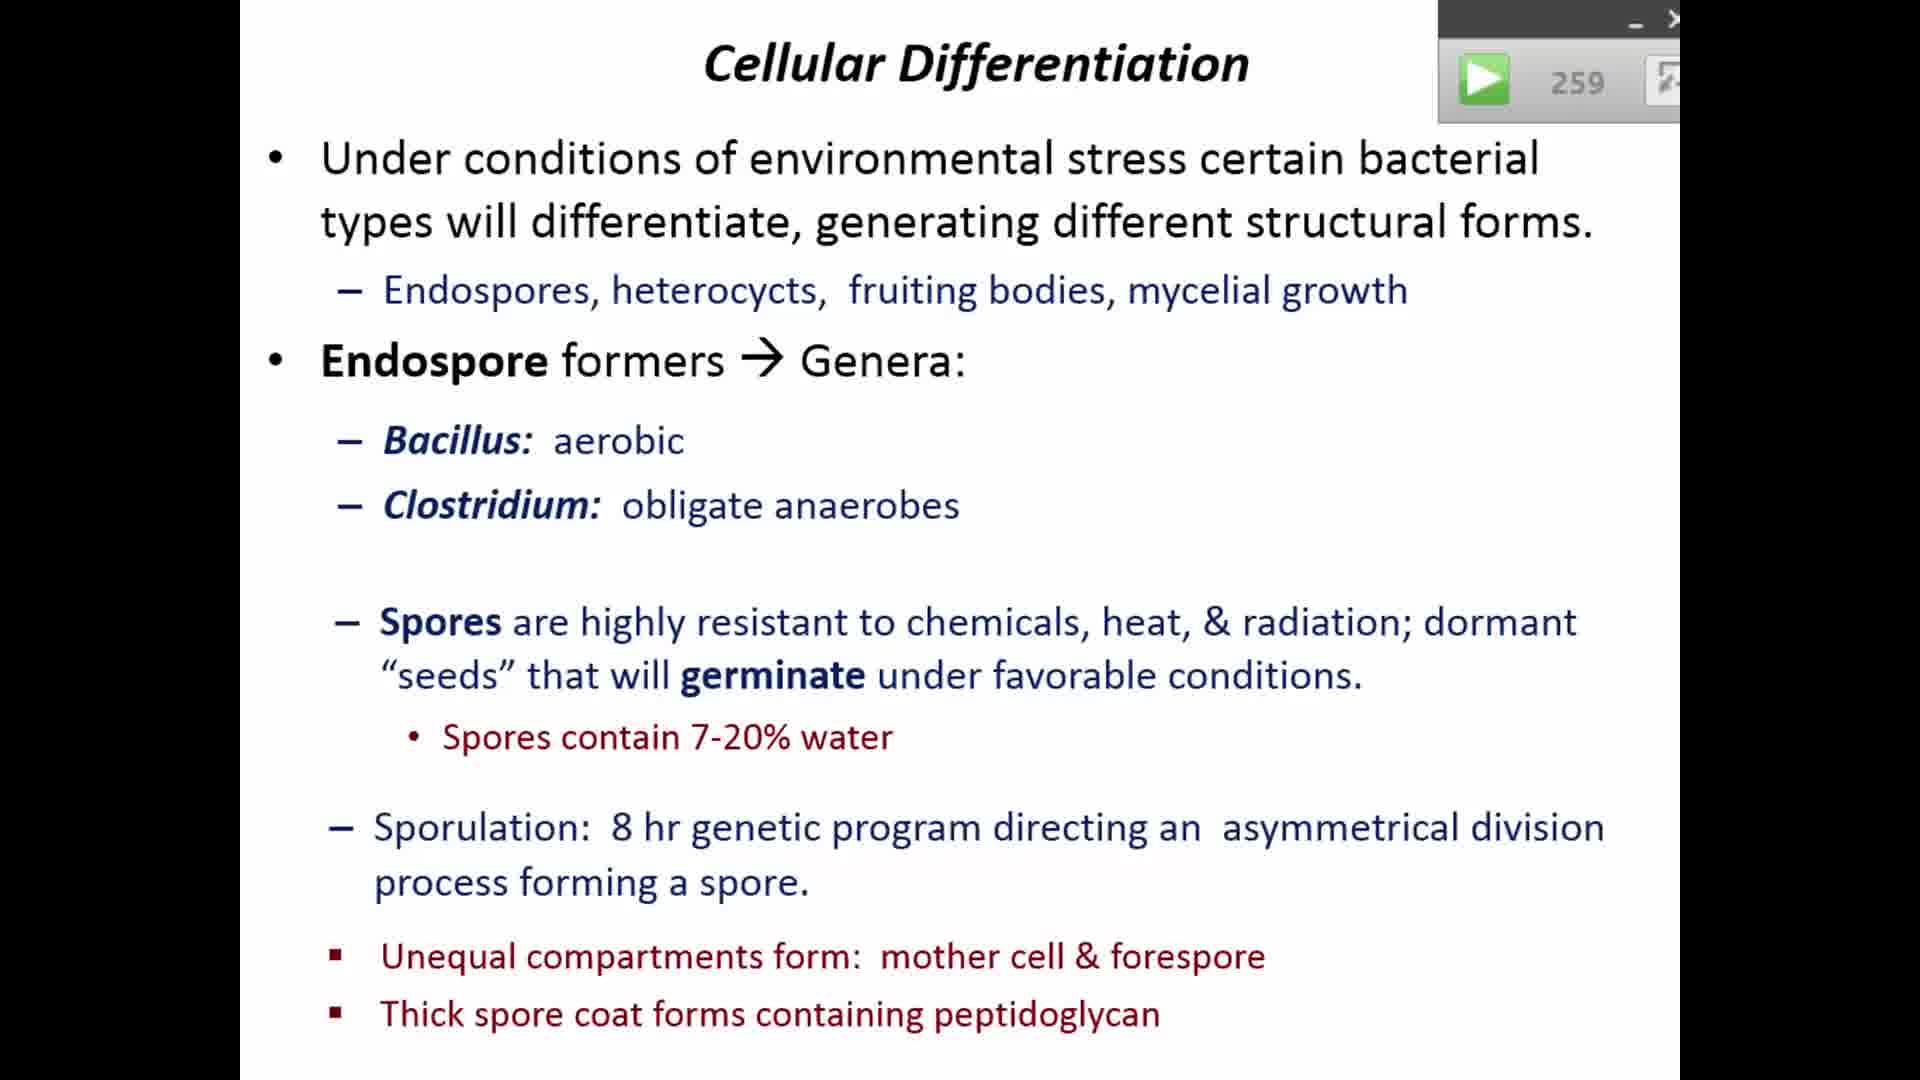 Cellular Differentiation
259
• Under conditions of environmental stress certain bacterial
types will differentiate, generating different structural forms.
– Endospores, heterocycts, fruiting bodies, mycelial growth
• Endospore formers → Genera:
– Bacillus: aerobic
– Clostridium: obligate anaerobes
– Spores are highly resistant to chemicals, heat, & radiation; dormant
“seeds” that will germinate under favorable conditions.
• Spores contain 7-20% water
– Sporulation: 8 hr genetic program directing an asymmetrical division
process forming a spore.
▪ Unequal compartments form: mother cell & forespore
▪ Thick spore coat forms containing peptidoglycan